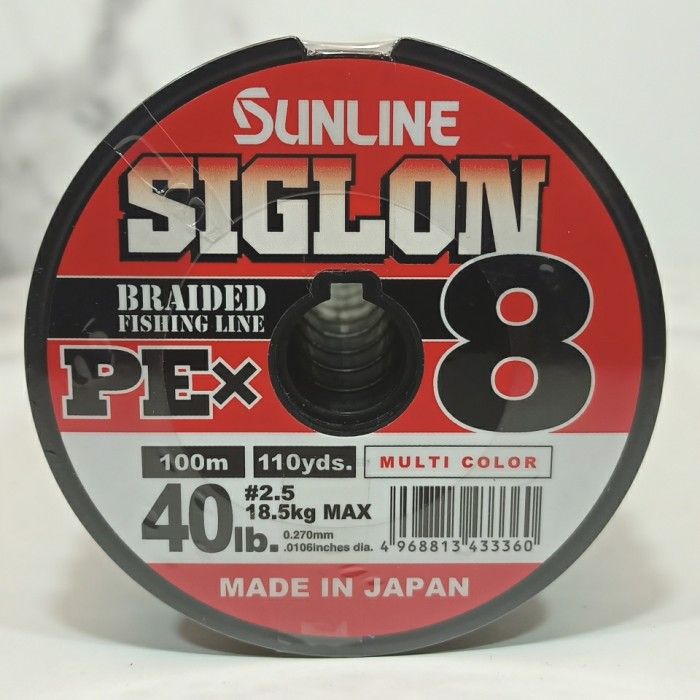 SUNLINE
SIGLON
BRAIDED
FISHING LINE
PE×8
100m 110yds. MULTI COLOR
40lb.
#2.5
18.5kg MAX
0.270mm
.0106inches dia.
4 968813 433360
MADE IN JAPAN